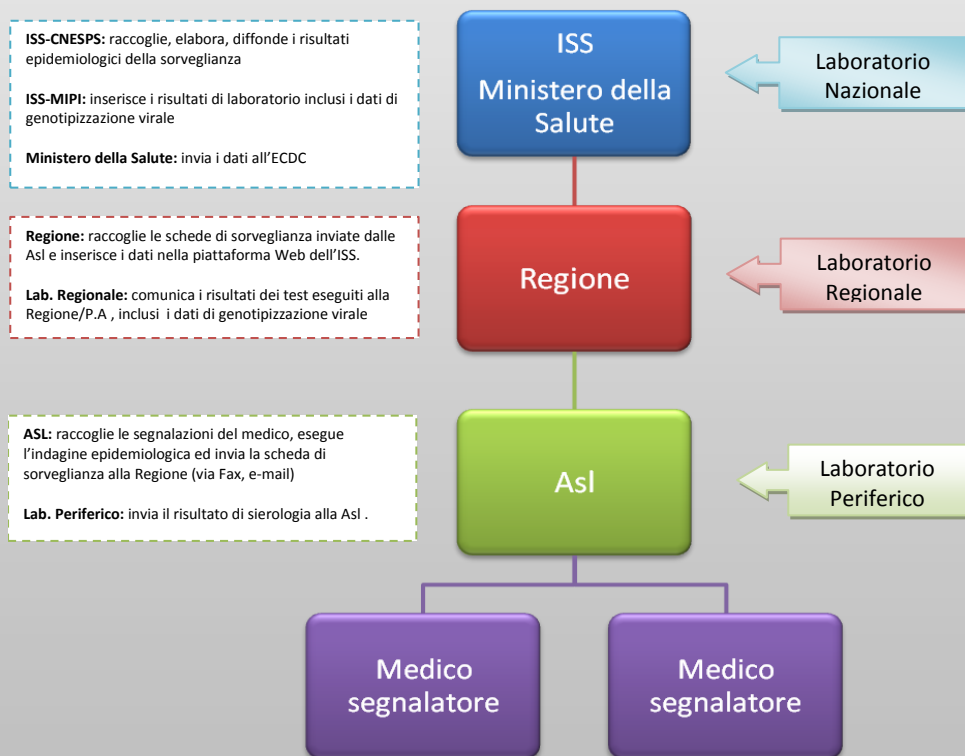 ISS-CNESPS: raccoglie, elabora, diffonde i risultati
epidemiologici della sorveglianza
ISS-MIPI: inserisce i risultati di laboratorio inclusi i dati di
genotipizzazione virale
Ministero della Salute: invia i dati all’ECDC
ISS
Ministero della
Salute
Laboratorio
Nazionale
Regione: raccoglie le schede di sorveglianza inviate dalle
Asl e inserisce i dati nella piattaforma Web dell’ISS.
Lab. Regionale: comunica i risultati dei test eseguiti alla
Regione/P.A , inclusi i dati di genotipizzazione virale
Regione
Laboratorio
Regionale
ASL: raccoglie le segnalazioni del medico, esegue
l’indagine epidemiologica ed invia la scheda di
sorveglianza alla Regione (via Fax, e-mail)
Lab. Periferico: invia il risultato di sierologia alla Asl .
Asl
Laboratorio
Periferico
Medico
segnalatore
Medico
segnalatore